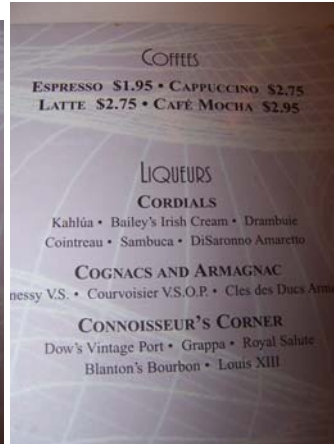 COFFEES
ESPRESSO $1.95 • CAPPUCCINO $2.75
LATTE $2.75 • CAFÉ MOCHA $2.95
LIQUEURS
CORDIALS
Kahlúa • Bailey's Irish Cream • Drambuie
Cointreau • Sambuca • DiSaronno Amaretto
COGNACS AND ARMAGNAC
nessy V.S. • Courvoisier V.S.O.P. • Cles des Ducs Arma
CONNOISSEUR'S CORNER
Dow's Vintage Port • Grappa • Royal Salute
Blanton's Bourbon • Louis XIII